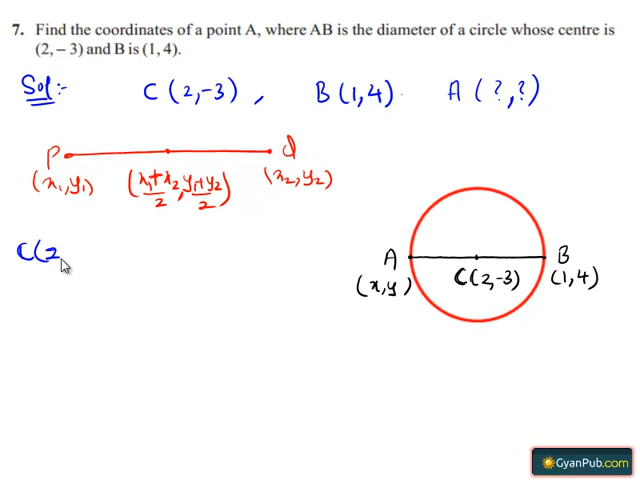 7. Find the coordinates of a point A, where AB is the diameter of a circle whose centre is
(2, – 3) and B is (1, 4).
Sol:- C (2,-3) , B (1,4) . A (?,?)
P Q
(x₁,y₁) (x₁+x₂/2, y₁+y₂/2) (x₂,y₂)
C(2
A B
(x,y) C(2,-3) (1,4)
GyanPub.com